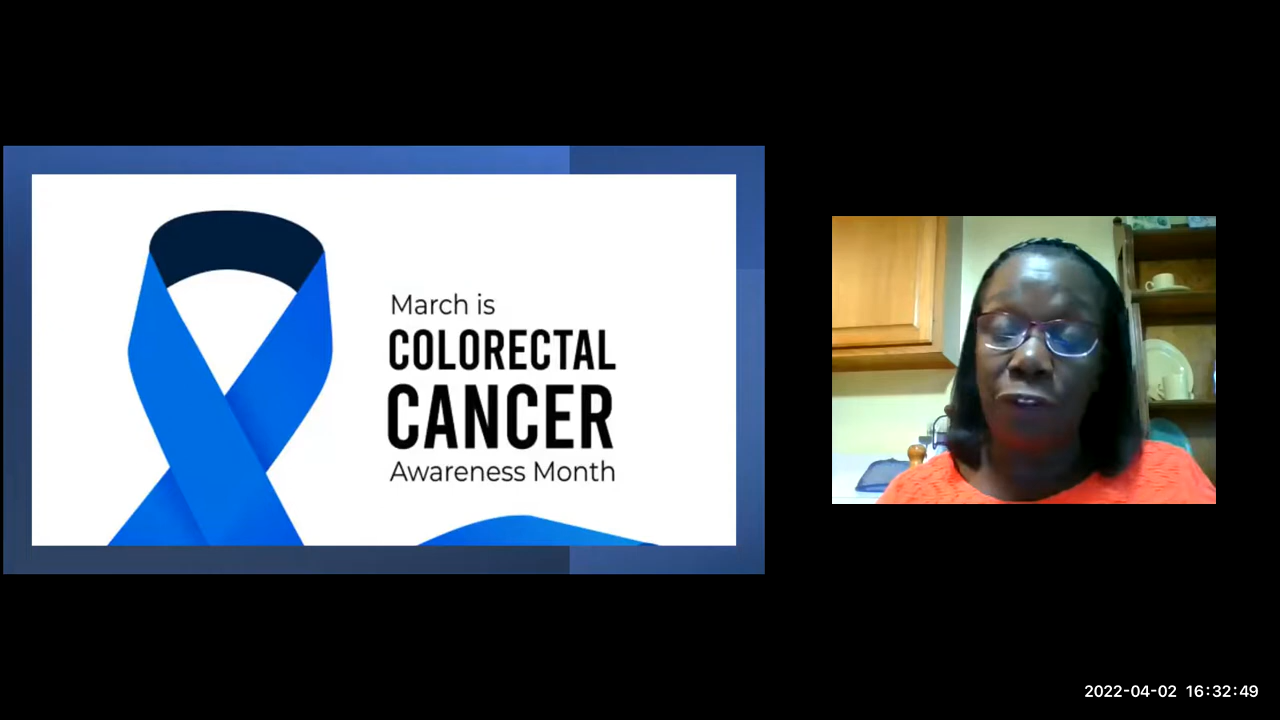 March is
COLORECTAL
CANCER
Awareness Month
2022-04-02 16:32:49